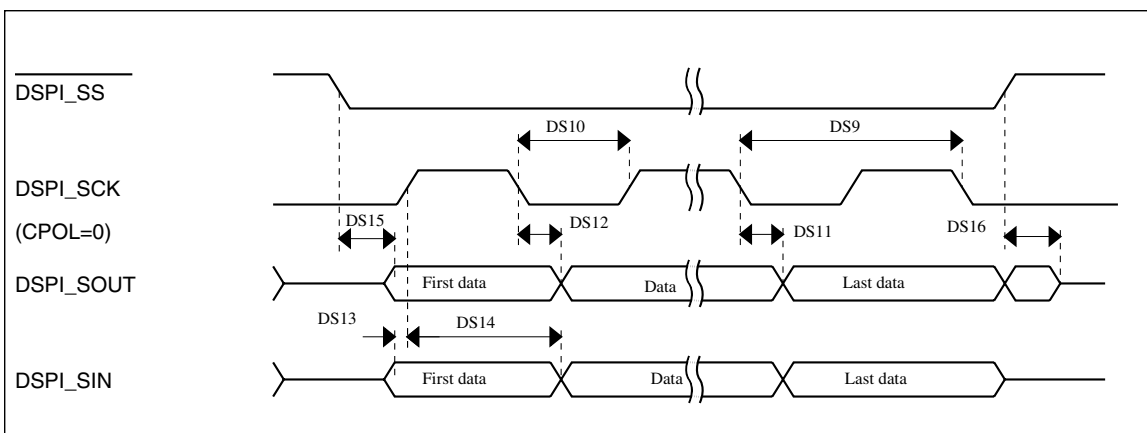 DSPI_SS
DS10
DS9
DSPI_SCK
(CPOL=0)
DS15
DS12
DS11
DS16
DSPI_SOUT
First data
Data
Last data
DS13
DS14
DSPI_SIN
First data
Data
Last data